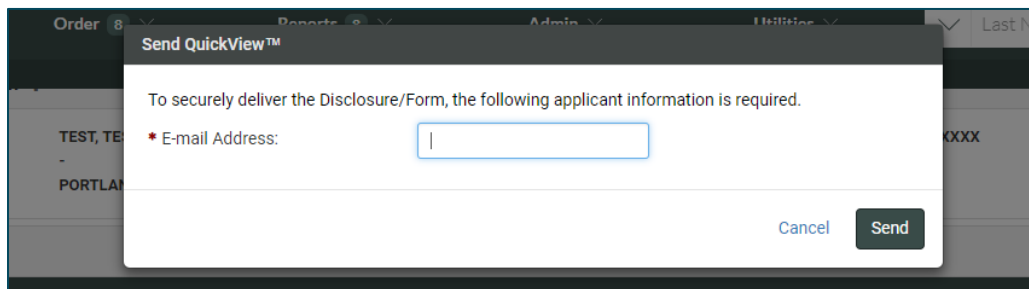 Order 8 Reports 8 Admin Utilities Last N
Send QuickView™
To securely deliver the Disclosure/Form, the following applicant information is required.
TEST, TE
* E-mail Address:
XXXX
-
PORTLAN
Cancel Send